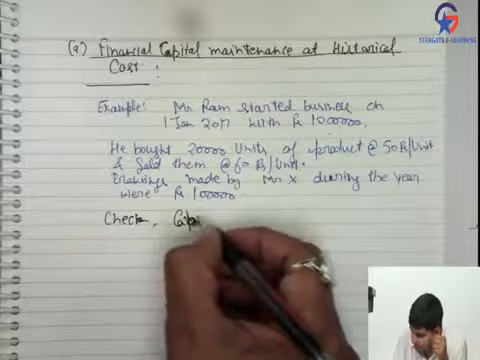 STARGATE E-LEARNING
(a) Financial Capital maintenance at Historical
Cost :
Example: Mr. Ram started business on
1 Jan 2017 with ₨ 1000000.
He bought 20000 Units of product @ 50 ₨/Unit
& Sold them @ 60 ₨/Unit.
Drawings made by Mr X during the year
were ₨ 100000
Check,